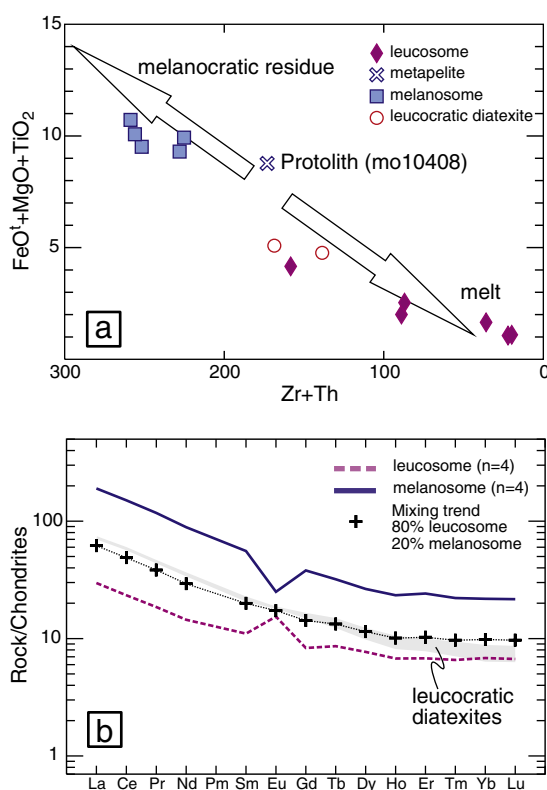 15
leucosome
melanocratic residue
metapelite
melanosome
leucocratic diatexite
10
Protolith (mo10408)
FeOᵗ+MgO+TiO₂
5
melt
a
0
300
200
100
0
Zr+Th
leucosome (n=4)
melanosome (n=4)
Mixing trend
80% leucosome
20% melanosome
100
Rock/Chondrites
10
leucocratic
diatexites
b
1
La Ce Pr Nd Pm Sm Eu Gd Tb Dy Ho Er Tm Yb Lu